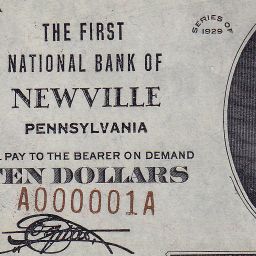 THE FIRST
SERIES OF
1929
NATIONAL BANK OF
NEWVILLE
PENNSYLVANIA
PAY TO THE BEARER ON DEMAND
TEN DOLLARS
A000001A